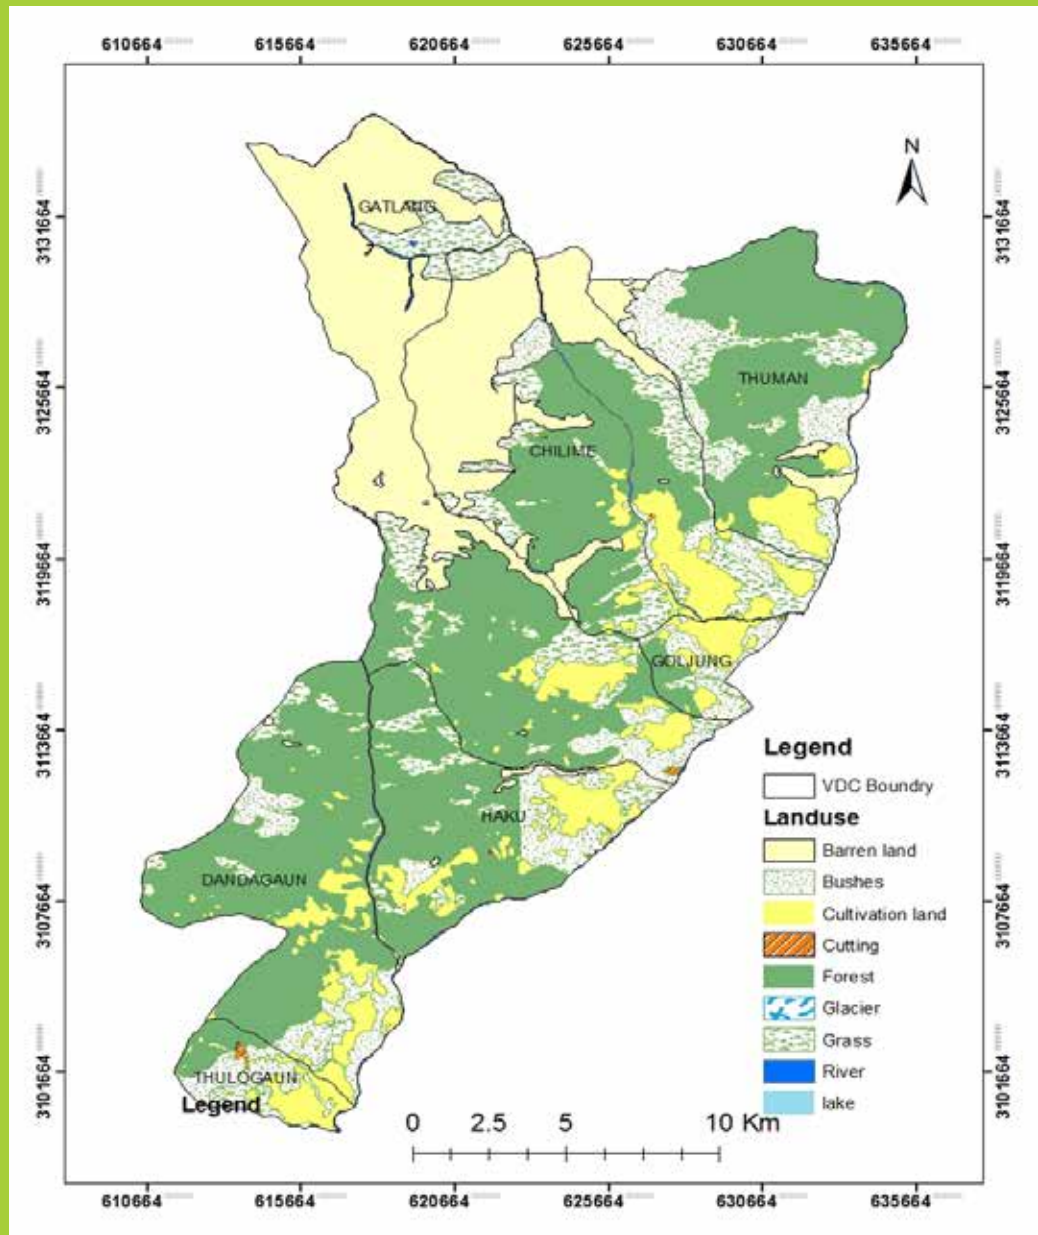 610664 615664 620664 625664 630664 635664
N
3131664 3131664
3125664 3125664
3119664 3119664
3113664 3113664
3107664 3107664
3101664 3101664
GATLANG
THUMAN
CHILIME
GOLJUNG
HAKU
DANDAGAUN
THULOGAUN
Legend
Legend
VDC Boundry
Landuse
Barren land
Bushes
Cultivation land
Cutting
Forest
Glacier
Grass
River
lake
0 2.5 5 10 Km
610664 615664 620664 625664 630664 635664